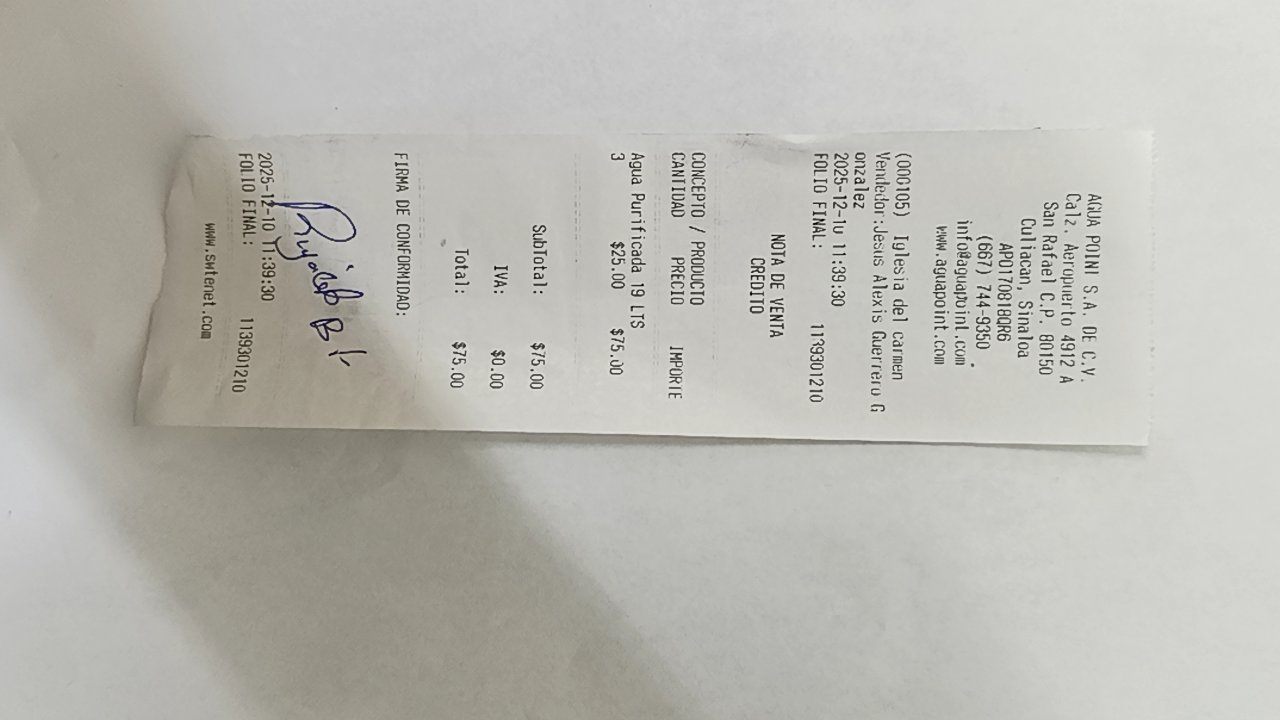 AGUA POINT S.A. DE C.V.
Calz. Aeropuerto 4912 A
San Rafael C.P. 80150
Culiacan, Sinaloa
APO170818QR6
(667) 744-9350
info@aguapoint.com
www.aguapoint.com
(000105) Iglesia del carmen
Vendedor:Jesus Alexis Guerrero G
onzalez
2025-12-10 11:39:30
FOLIO FINAL: 1139301210
NOTA DE VENTA
CREDITO
CONCEPTO / PRODUCTO
CANTIDAD PRECIO IMPORTE
Agua Purificada 19 LTS
3 $25.00 $75.00
SubTotal: $75.00
IVA: $0.00
Total: $75.00
FIRMA DE CONFORMIDAD:
2025-12-10 11:39:30
FOLIO FINAL: 1139301210
www.swtenet.com